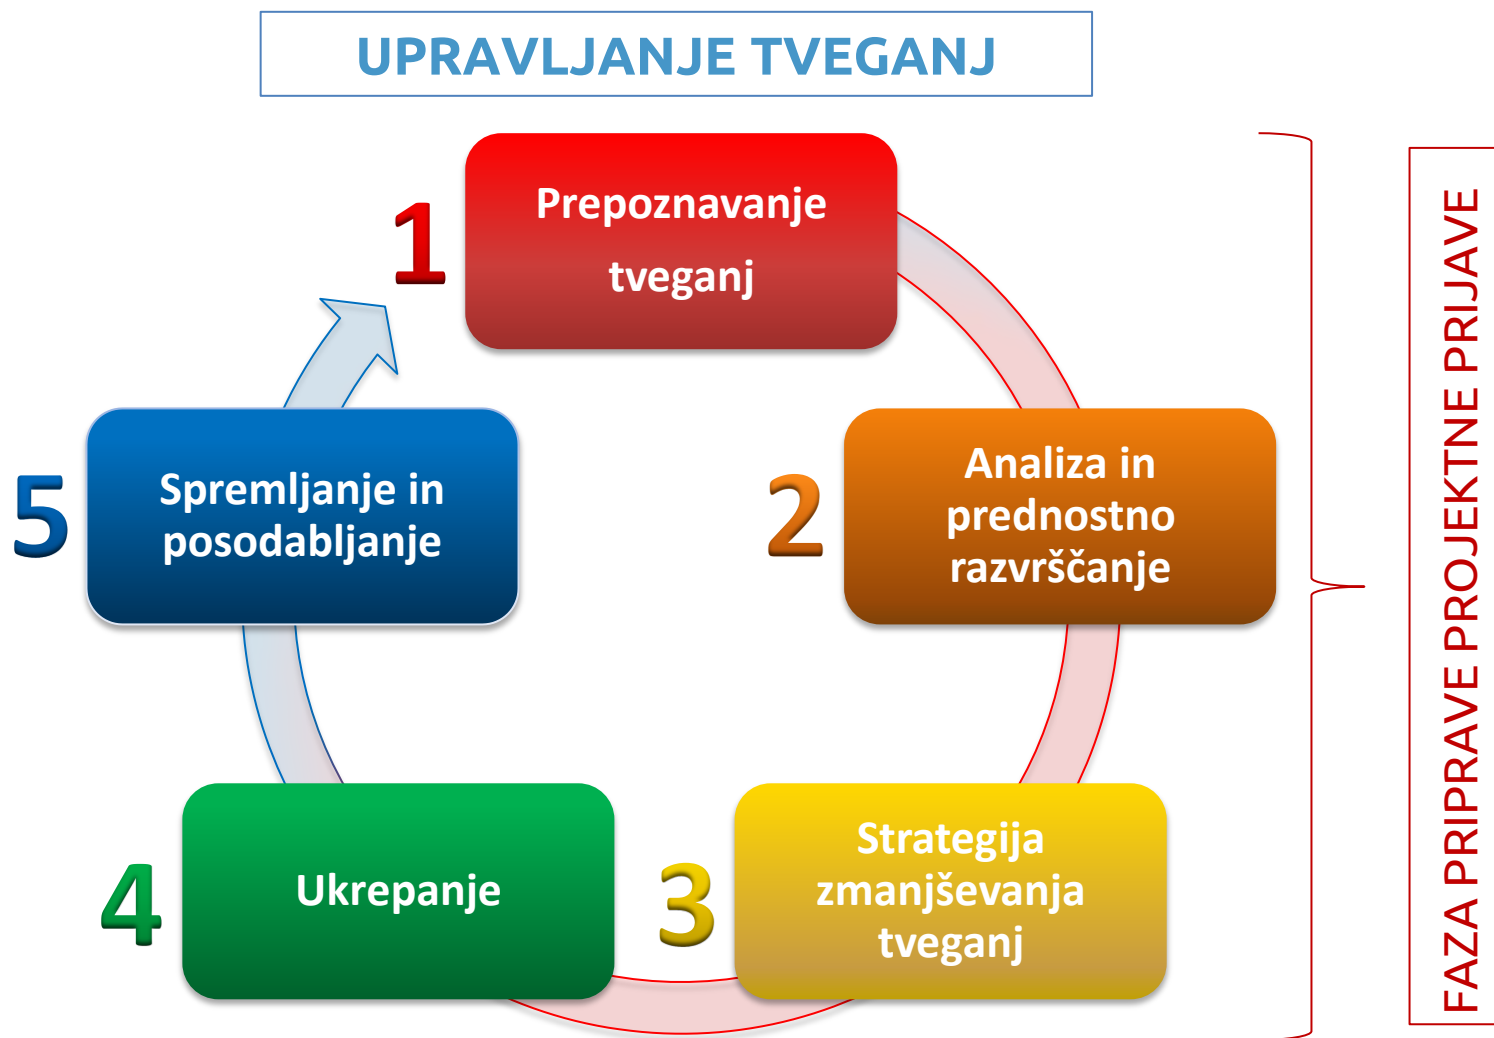 UPRAVLJANJE TVEGANJ
1
Prepoznavanje
tveganj
2
Analiza in
prednostno
razvrščanje
3
Strategija
zmanjševanja
tveganj
4
Ukrepanje
5
Spremljanje in
posodabljanje
FAZA PRIPRAVE PROJEKTNE PRIJAVE